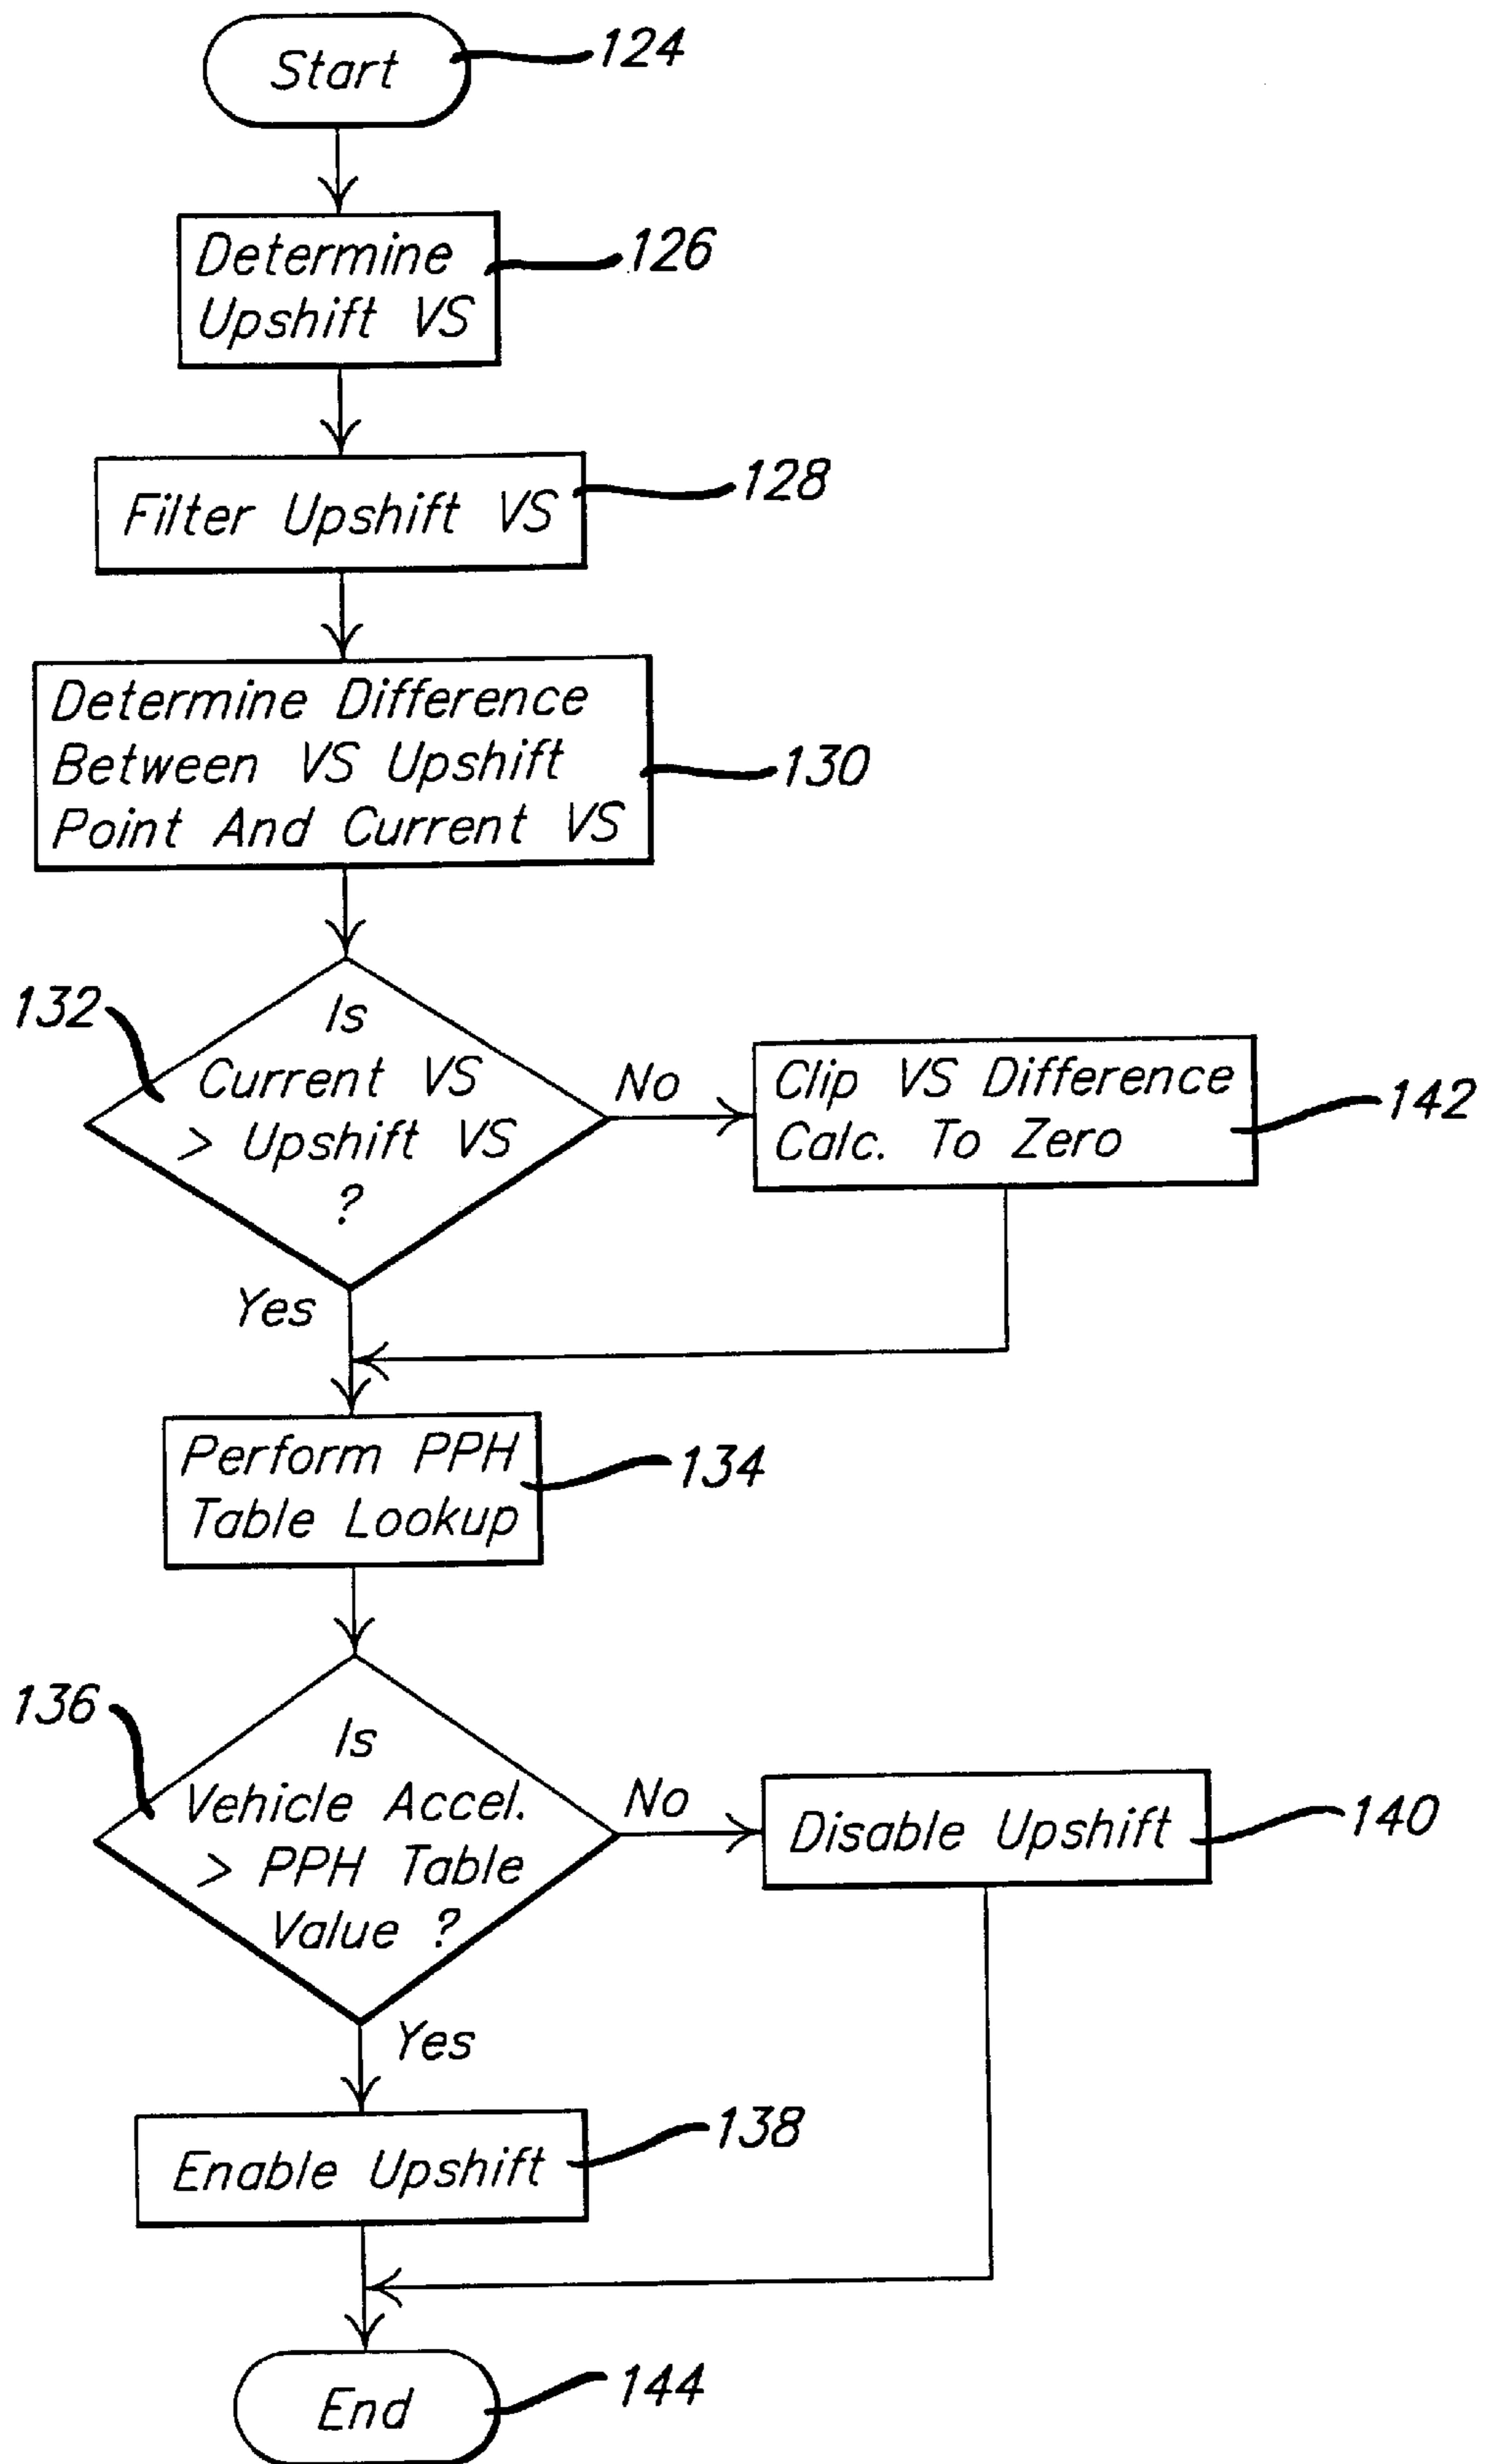 Start
124
Determine
Upshift VS
126
Filter Upshift VS
128
Determine Difference
Between VS Upshift
Point And Current VS
130
132
Is
Current VS
> Upshift VS
?
No
Clip VS Difference
Calc. To Zero
142
Yes
Perform PPH
Table Lookup
134
136
Is
Vehicle Accel.
> PPH Table
Value ?
No
Disable Upshift
140
Yes
Enable Upshift
138
End
144